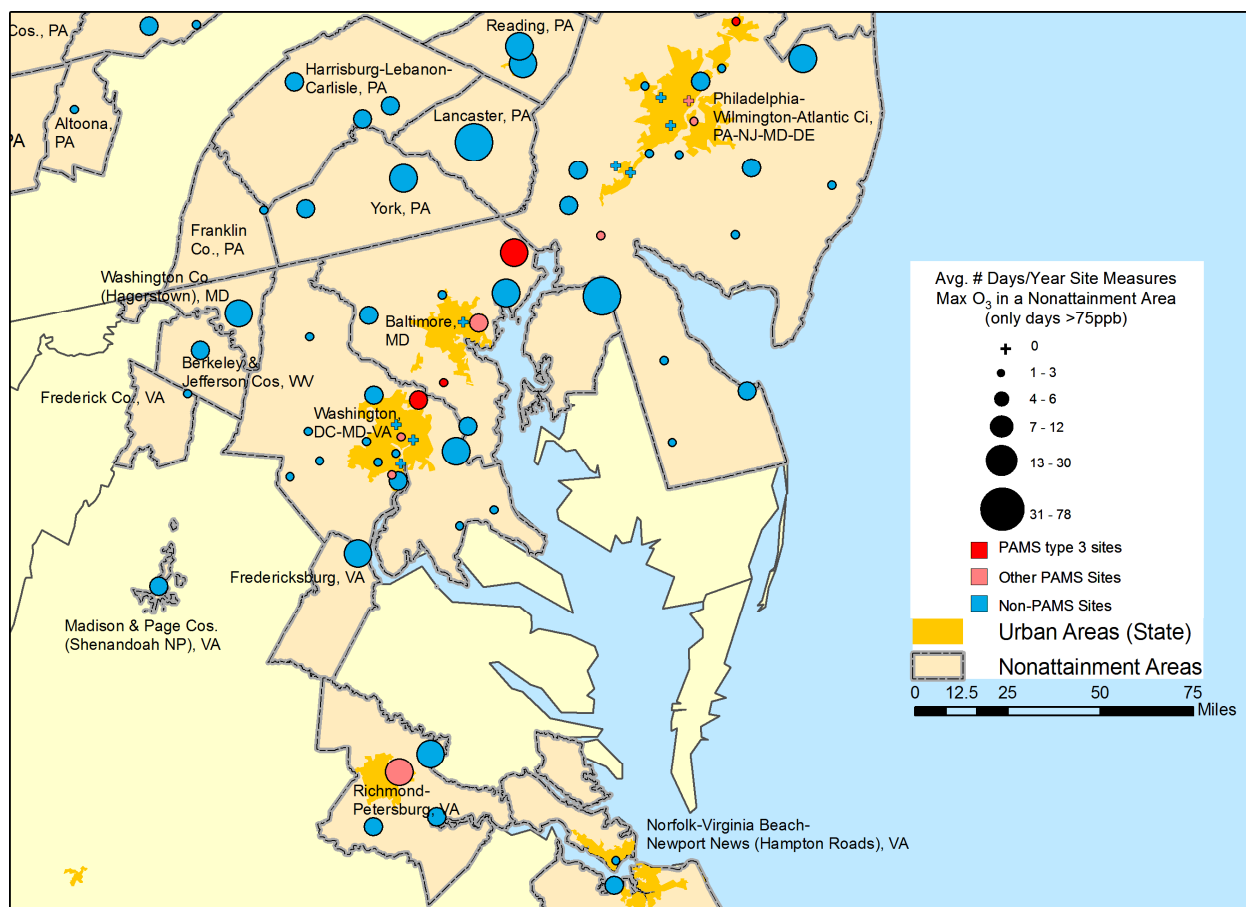 Cos., PA
Reading, PA
Harrisburg-Lebanon-
Carlisle, PA
Altoona,
PA
PA
Lancaster, PA
Philadelphia-
Wilmington-Atlantic Ci,
PA-NJ-MD-DE
York, PA
Franklin
Co., PA
Washington Co.
(Hagerstown), MD
Baltimore,
MD
Berkeley &
Jefferson Cos, WV
Frederick Co., VA
Washington
DC-MD-VA
Fredericksburg, VA
Madison & Page Cos.
(Shenandoah NP), VA
Richmond-
Petersburg, VA
Norfolk-Virginia Beach-
Newport News (Hampton Roads), VA
Avg. # Days/Year Site Measures
Max O3 in a Nonattainment Area
(only days >75ppb)
0
1 - 3
4 - 6
7 - 12
13 - 30
31 - 78
PAMS type 3 sites
Other PAMS Sites
Non-PAMS Sites
Urban Areas (State)
Nonattainment Areas
0 12.5 25 50 75
Miles